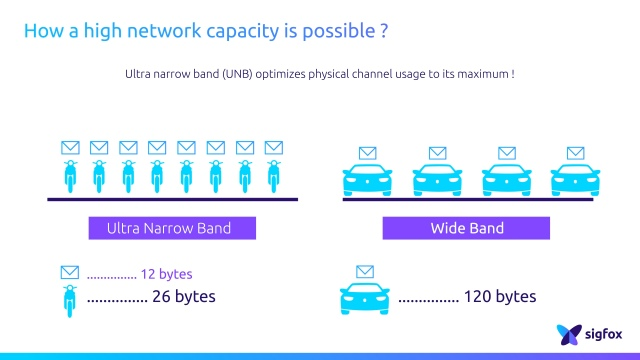 How a high network capacity is possible ?
Ultra narrow band (UNB) optimizes physical channel usage to its maximum !
Ultra Narrow Band
Wide Band
............... 12 bytes
............... 26 bytes
............... 120 bytes
sigfox